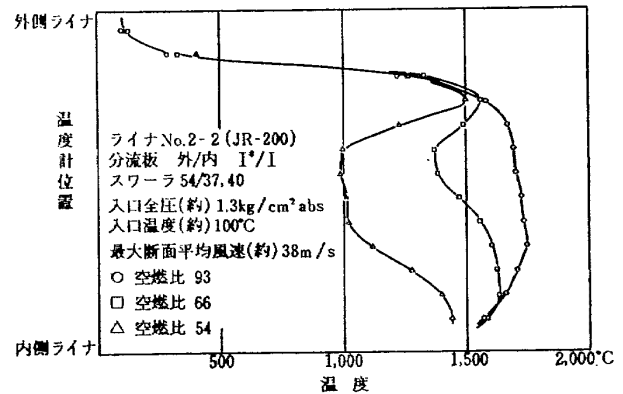 外側ライナ
温度計位置
ライナNo.2-2(JR-200)
分流板 外/内 I*/I
スワーラ54/37,40
入口全圧(約)1.3kg/cm²abs
入口温度(約)100℃
最大断面平均風速(約)38m/s
○ 空燃比 93
□ 空燃比 66
△ 空燃比 54
内側ライナ
500 1,000 1,500 2,000℃
温度